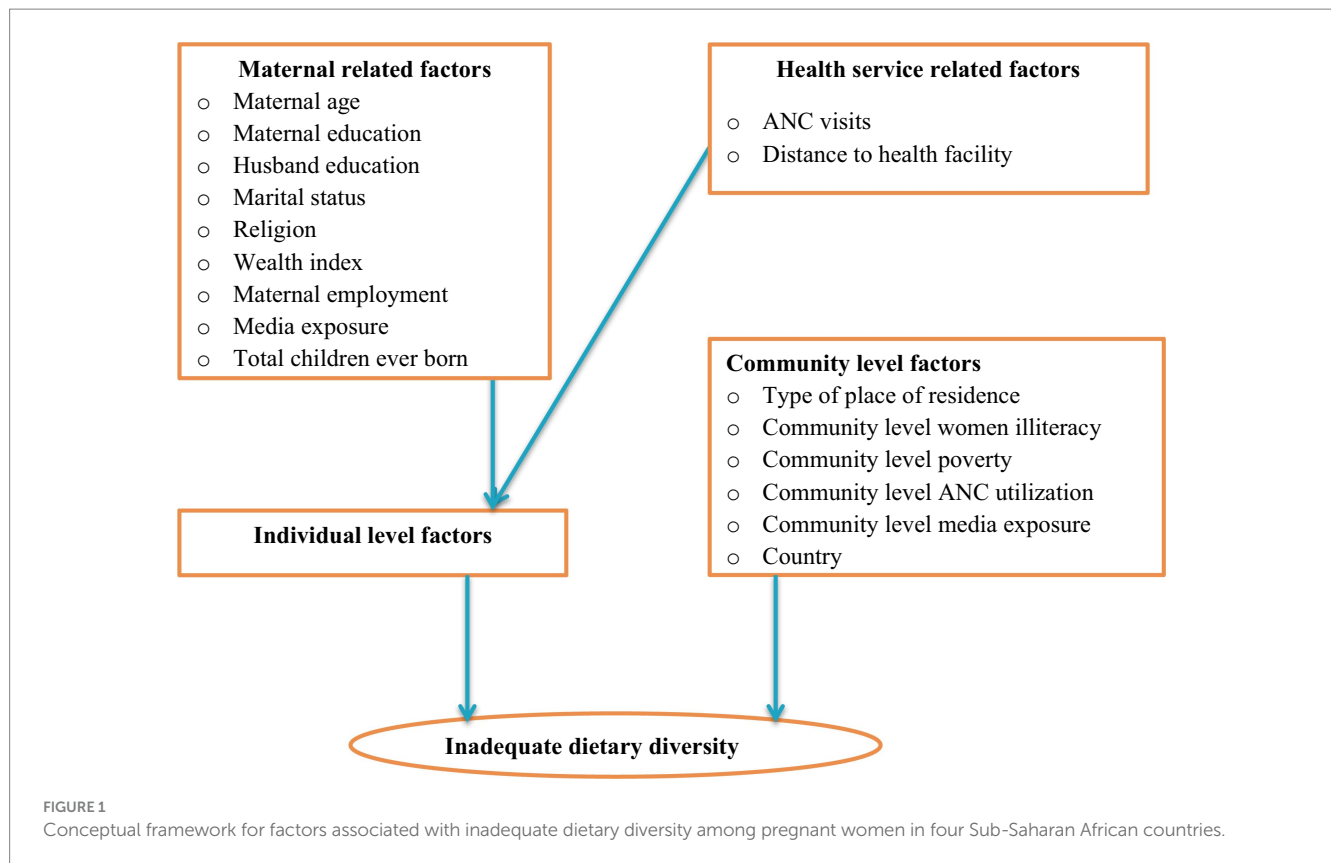 Maternal related factors
o Maternal age
o Maternal education
o Husband education
o Marital status
o Religion
o Wealth index
o Maternal employment
o Media exposure
o Total children ever born
Health service related factors
o ANC visits
o Distance to health facility
Community level factors
o Type of place of residence
o Community level women illiteracy
o Community level poverty
o Community level ANC utilization
o Community level media exposure
o Country
Individual level factors
Inadequate dietary diversity
FIGURE 1
Conceptual framework for factors associated with inadequate dietary diversity among pregnant women in four Sub-Saharan African countries.